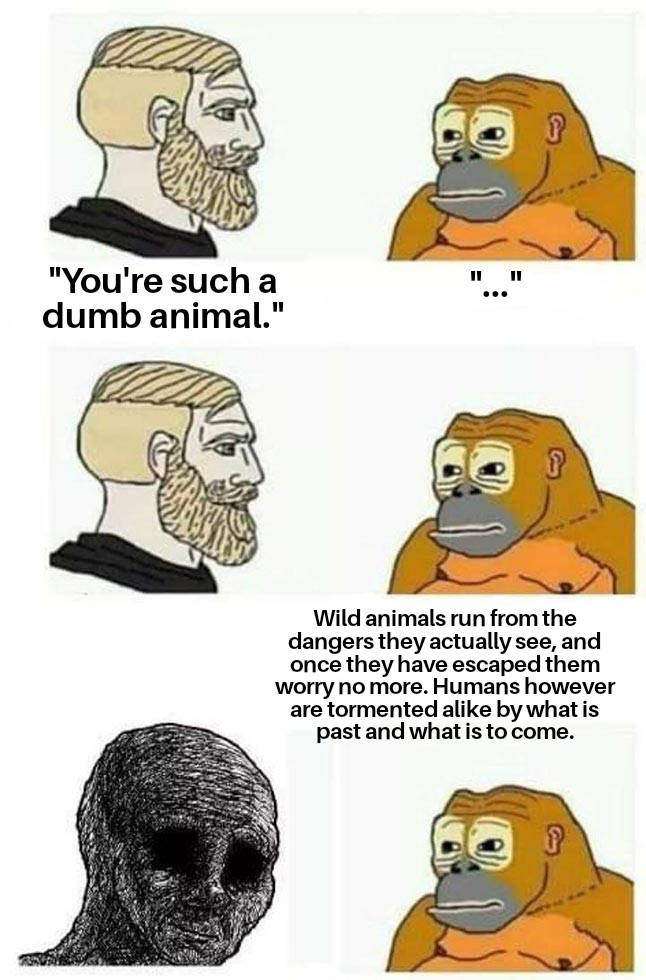 "You're such a
dumb animal."
"..."
Wild animals run from the
dangers they actually see, and
once they have escaped them
worry no more. Humans however
are tormented alike by what is
past and what is to come.